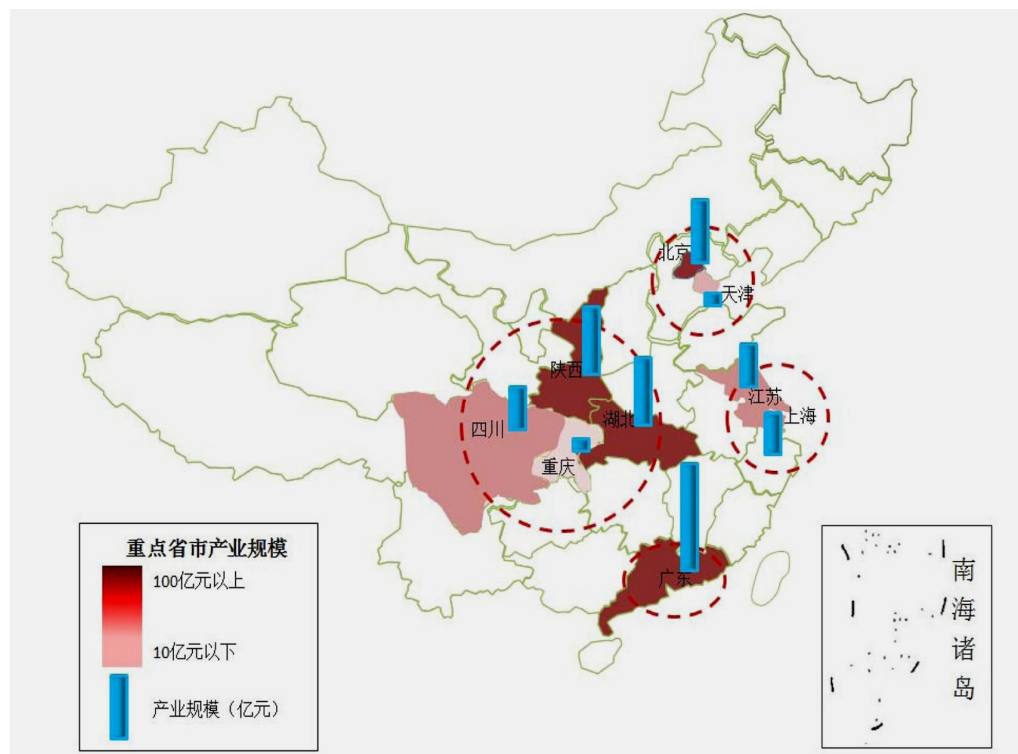 北京
天津
陕西
江苏
湖北
上海
四川
重庆
广东
重点省市产业规模
100亿元以上
10亿元以下
产业规模（亿元）
南海诸岛